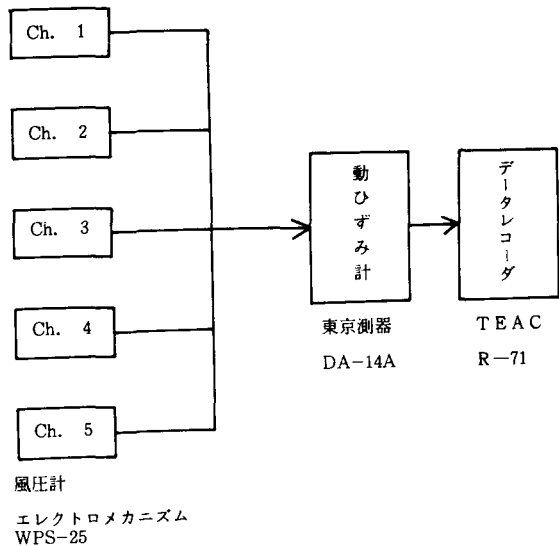 Ch. 1
Ch. 2
Ch. 3
Ch. 4
Ch. 5
風圧計
エレクトロメカニズム
WPS-25
動ひずみ計
東京測器
DA-14A
データレコーダ
TEAC
R-71